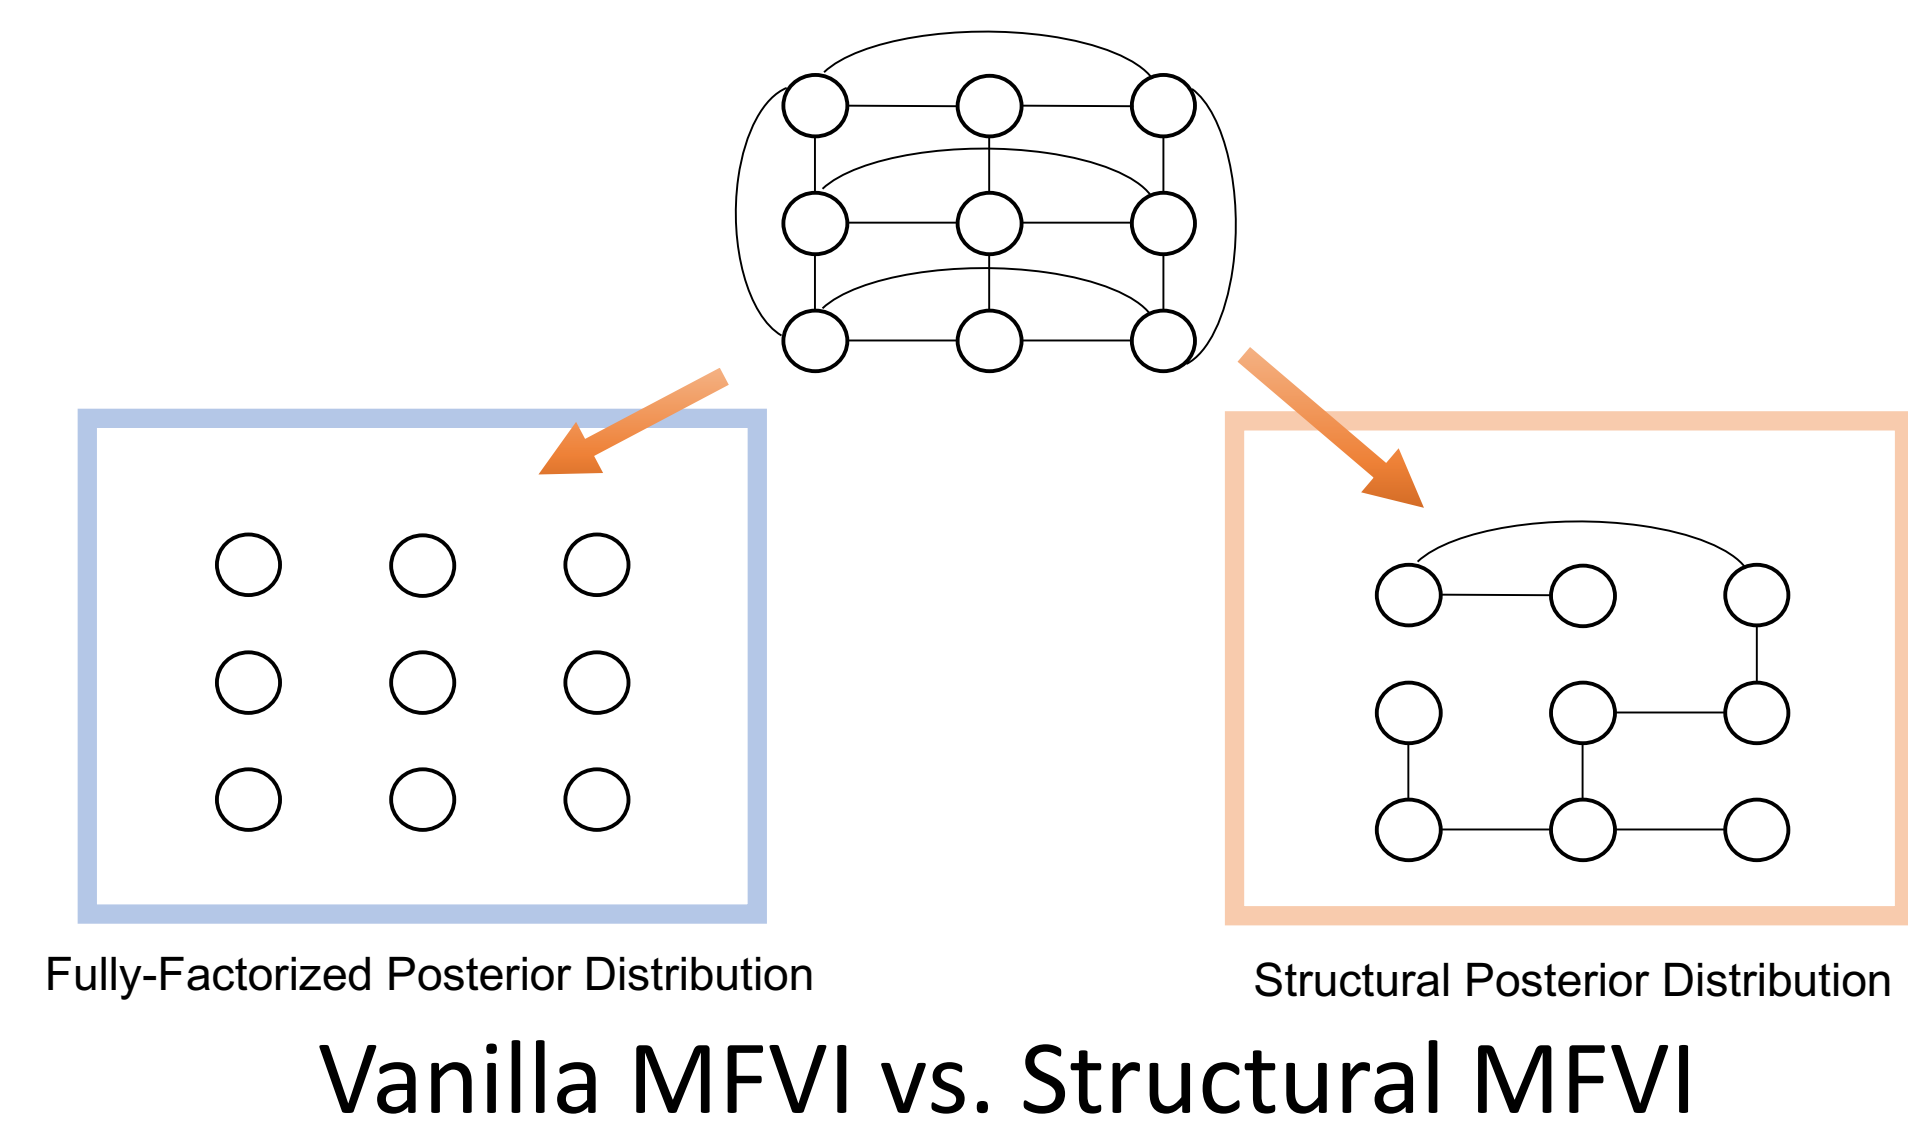 Fully-Factorized Posterior Distribution
Structural Posterior Distribution
Vanilla MFVI vs. Structural MFVI